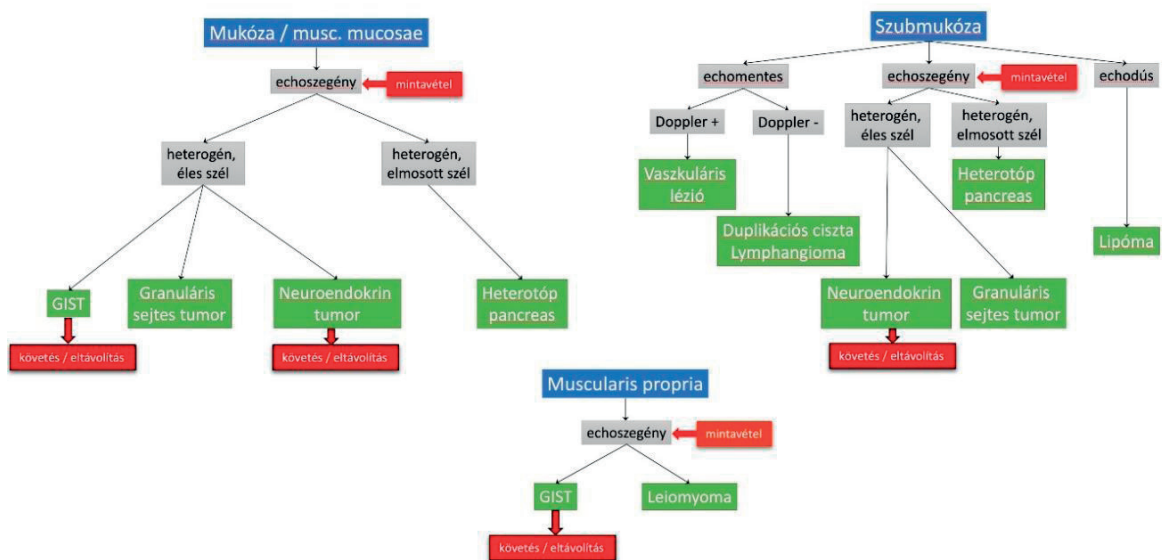 Mukóza / musc. mucosae
echoszegény
mintavétel
heterogén,
éles szél
heterogén,
elmosott szél
GIST
Granuláris
sejtes tumor
Neuroendokrin
tumor
Heterotóp
pancreas
követés / eltávolítás
követés / eltávolítás
Szubmukóza
echomentes
echoszegény
mintavétel
echodús
Doppler +
Doppler -
heterogén,
éles szél
heterogén,
elmosott szél
Vaszkuláris
lézió
Heterotóp
pancreas
Duplikációs ciszta
Lymphangioma
Lipóma
Neuroendokrin
tumor
Granuláris
sejtes tumor
követés / eltávolítás
Muscularis propria
echoszegény
mintavétel
GIST
Leiomyoma
követés / eltávolítás